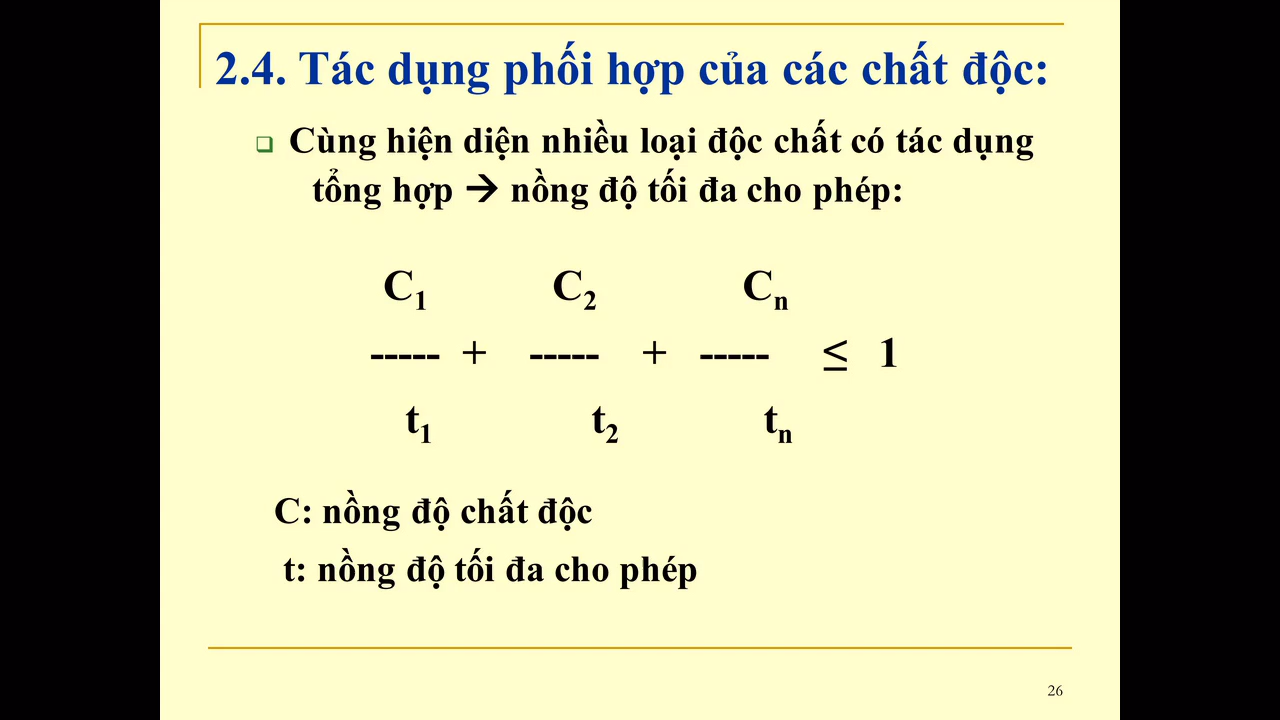 2.4. Tác dụng phối hợp của các chất độc:
❑ Cùng hiện diện nhiều loại độc chất có tác dụng
tổng hợp → nồng độ tối đa cho phép:
C₁ C₂ Cₙ
----- + ----- + ----- ≤ 1
t₁ t₂ tₙ
C: nồng độ chất độc
t: nồng độ tối đa cho phép
26